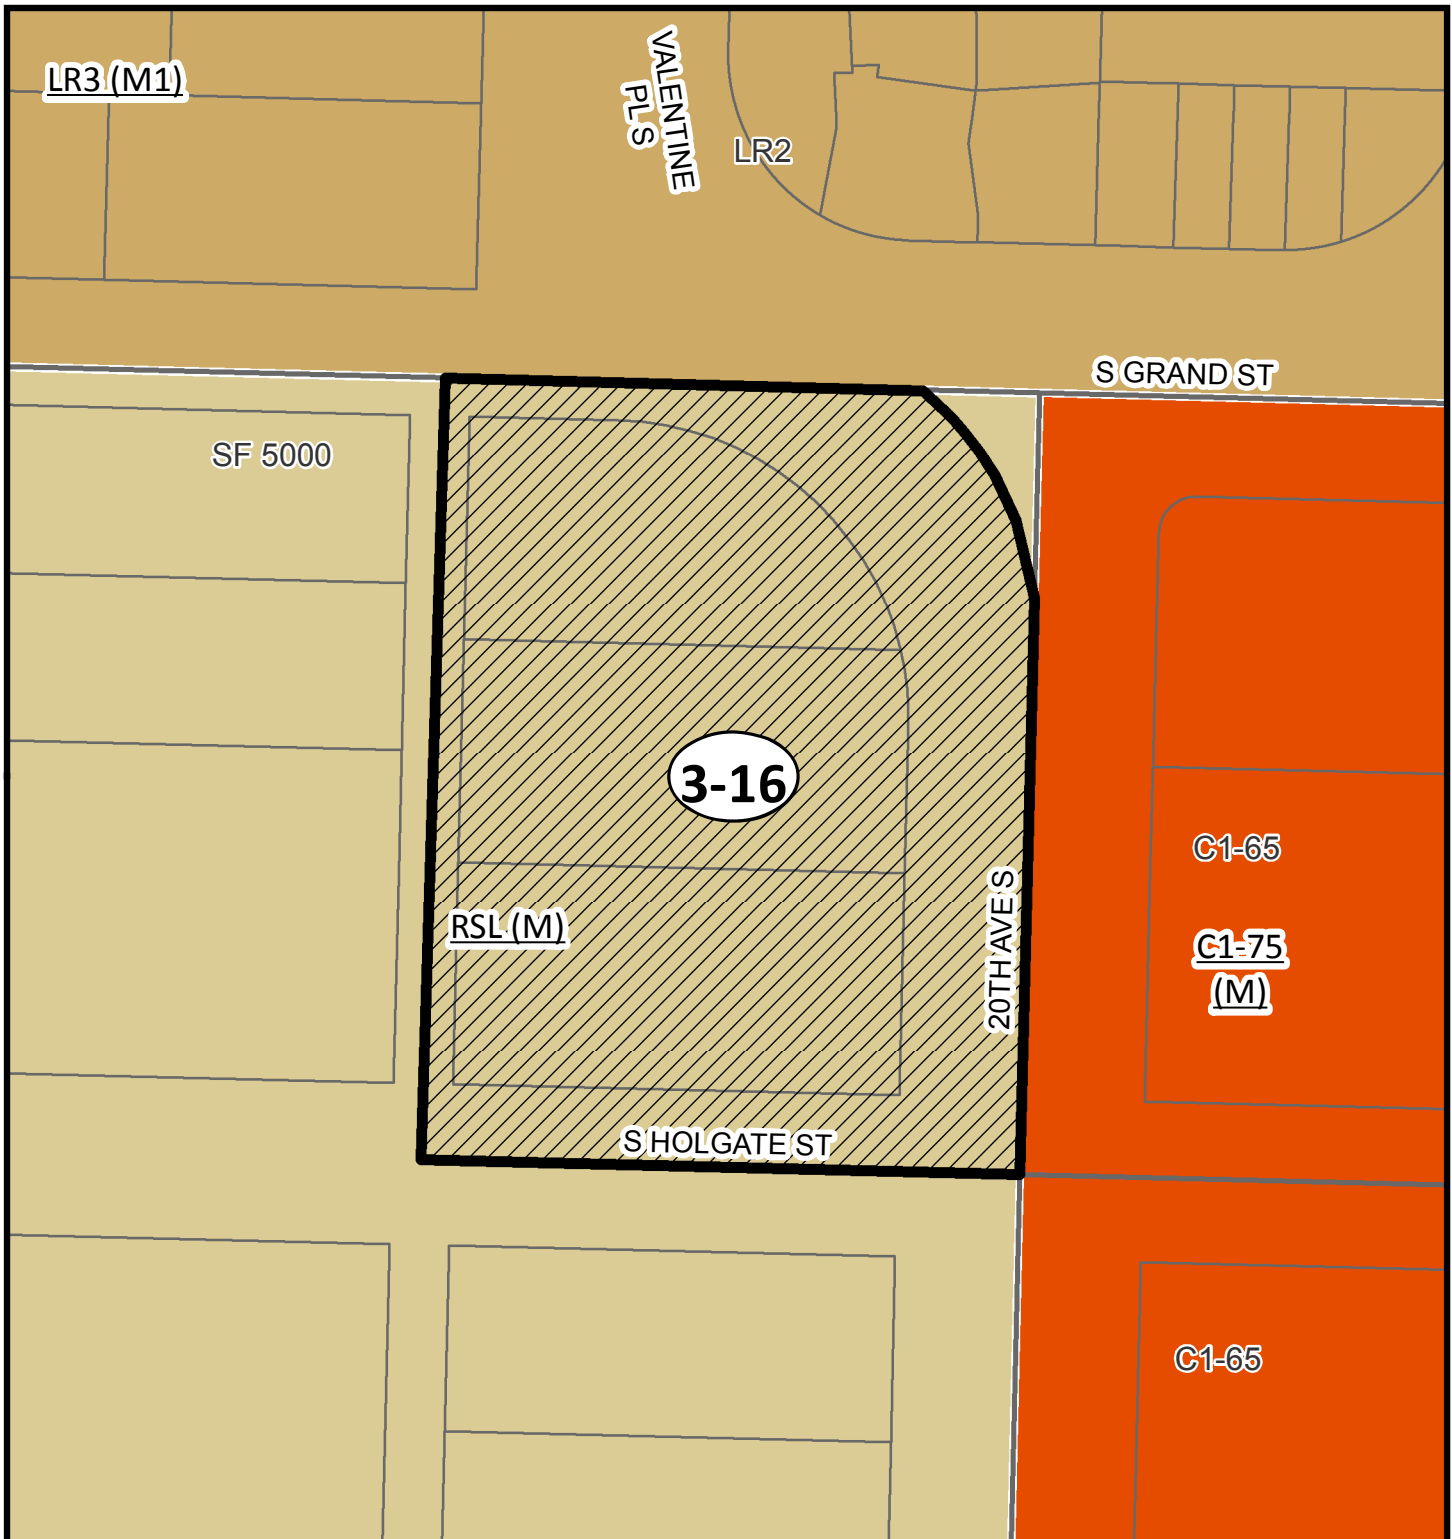 LR3 (M1)
VALENTINE
PL S
LR2
S GRAND ST
SF 5000
3-16
C1-65
RSL (M)
20TH AVE S
C1-75
(M)
S HOLGATE ST
C1-65